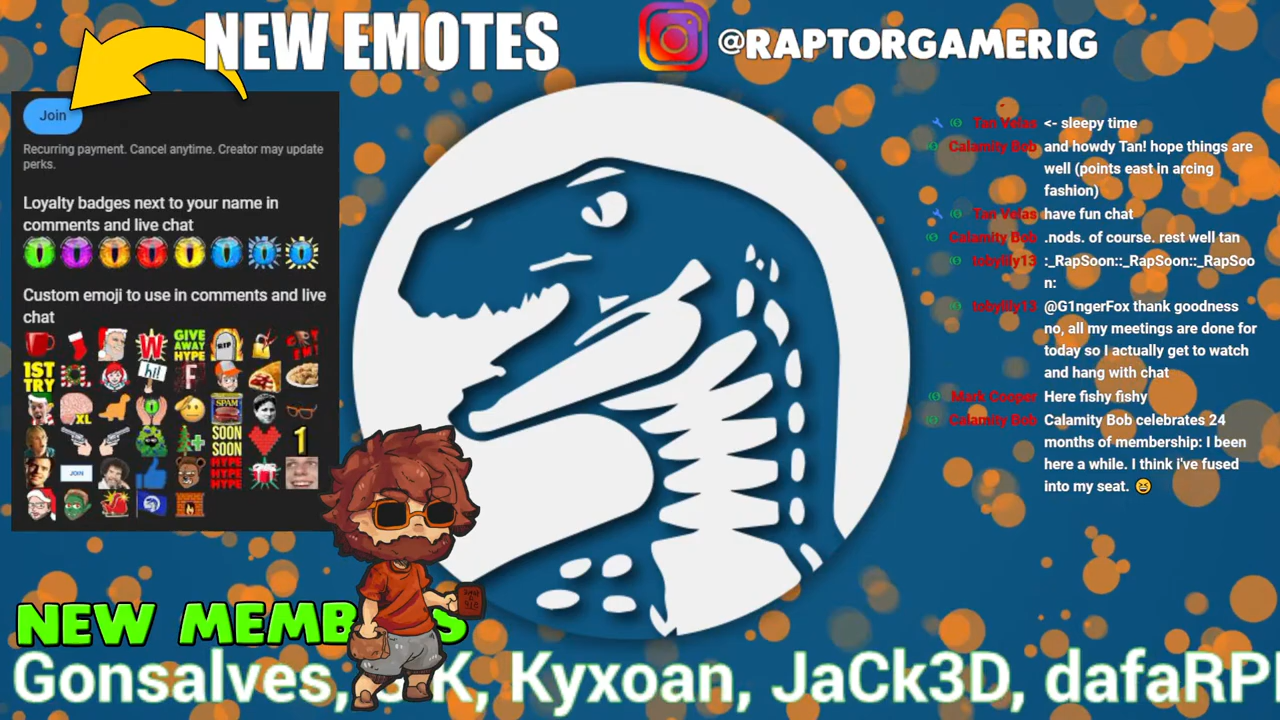 NEW EMOTES
@RAPTORGAMERIG
Join
Recurring payment. Cancel anytime. Creator may update
perks.
Loyalty badges next to your name in
comments and live chat
Custom emoji to use in comments and live
chat
W
GIVE
AWAY
HYPE
RIP
1ST
TRY
hi!
F
XL
SPAM
SOON
SOON
1
JOIN
HYPE
HYPE
HYPE
Tan Velas <- sleepy time
Calamity Bob and howdy Tan! hope things are
well (points east in arcing
fashion)
Tan Velas have fun chat
Calamity Bob .nods. of course. rest well tan
tobylily13 :_RapSoon::_RapSoon::_RapSoo
n:
tobylily13 @G1ngerFox thank goodness
no, all my meetings are done for
today so I actually get to watch
and hang with chat
Mark Cooper Here fishy fishy
Calamity Bob Calamity Bob celebrates 24
months of membership: I been
here a while. I think i've fused
into my seat. 😆
NEW MEMB S
Gonsalves, K, Kyxoan, JaCk3D, dafaRP